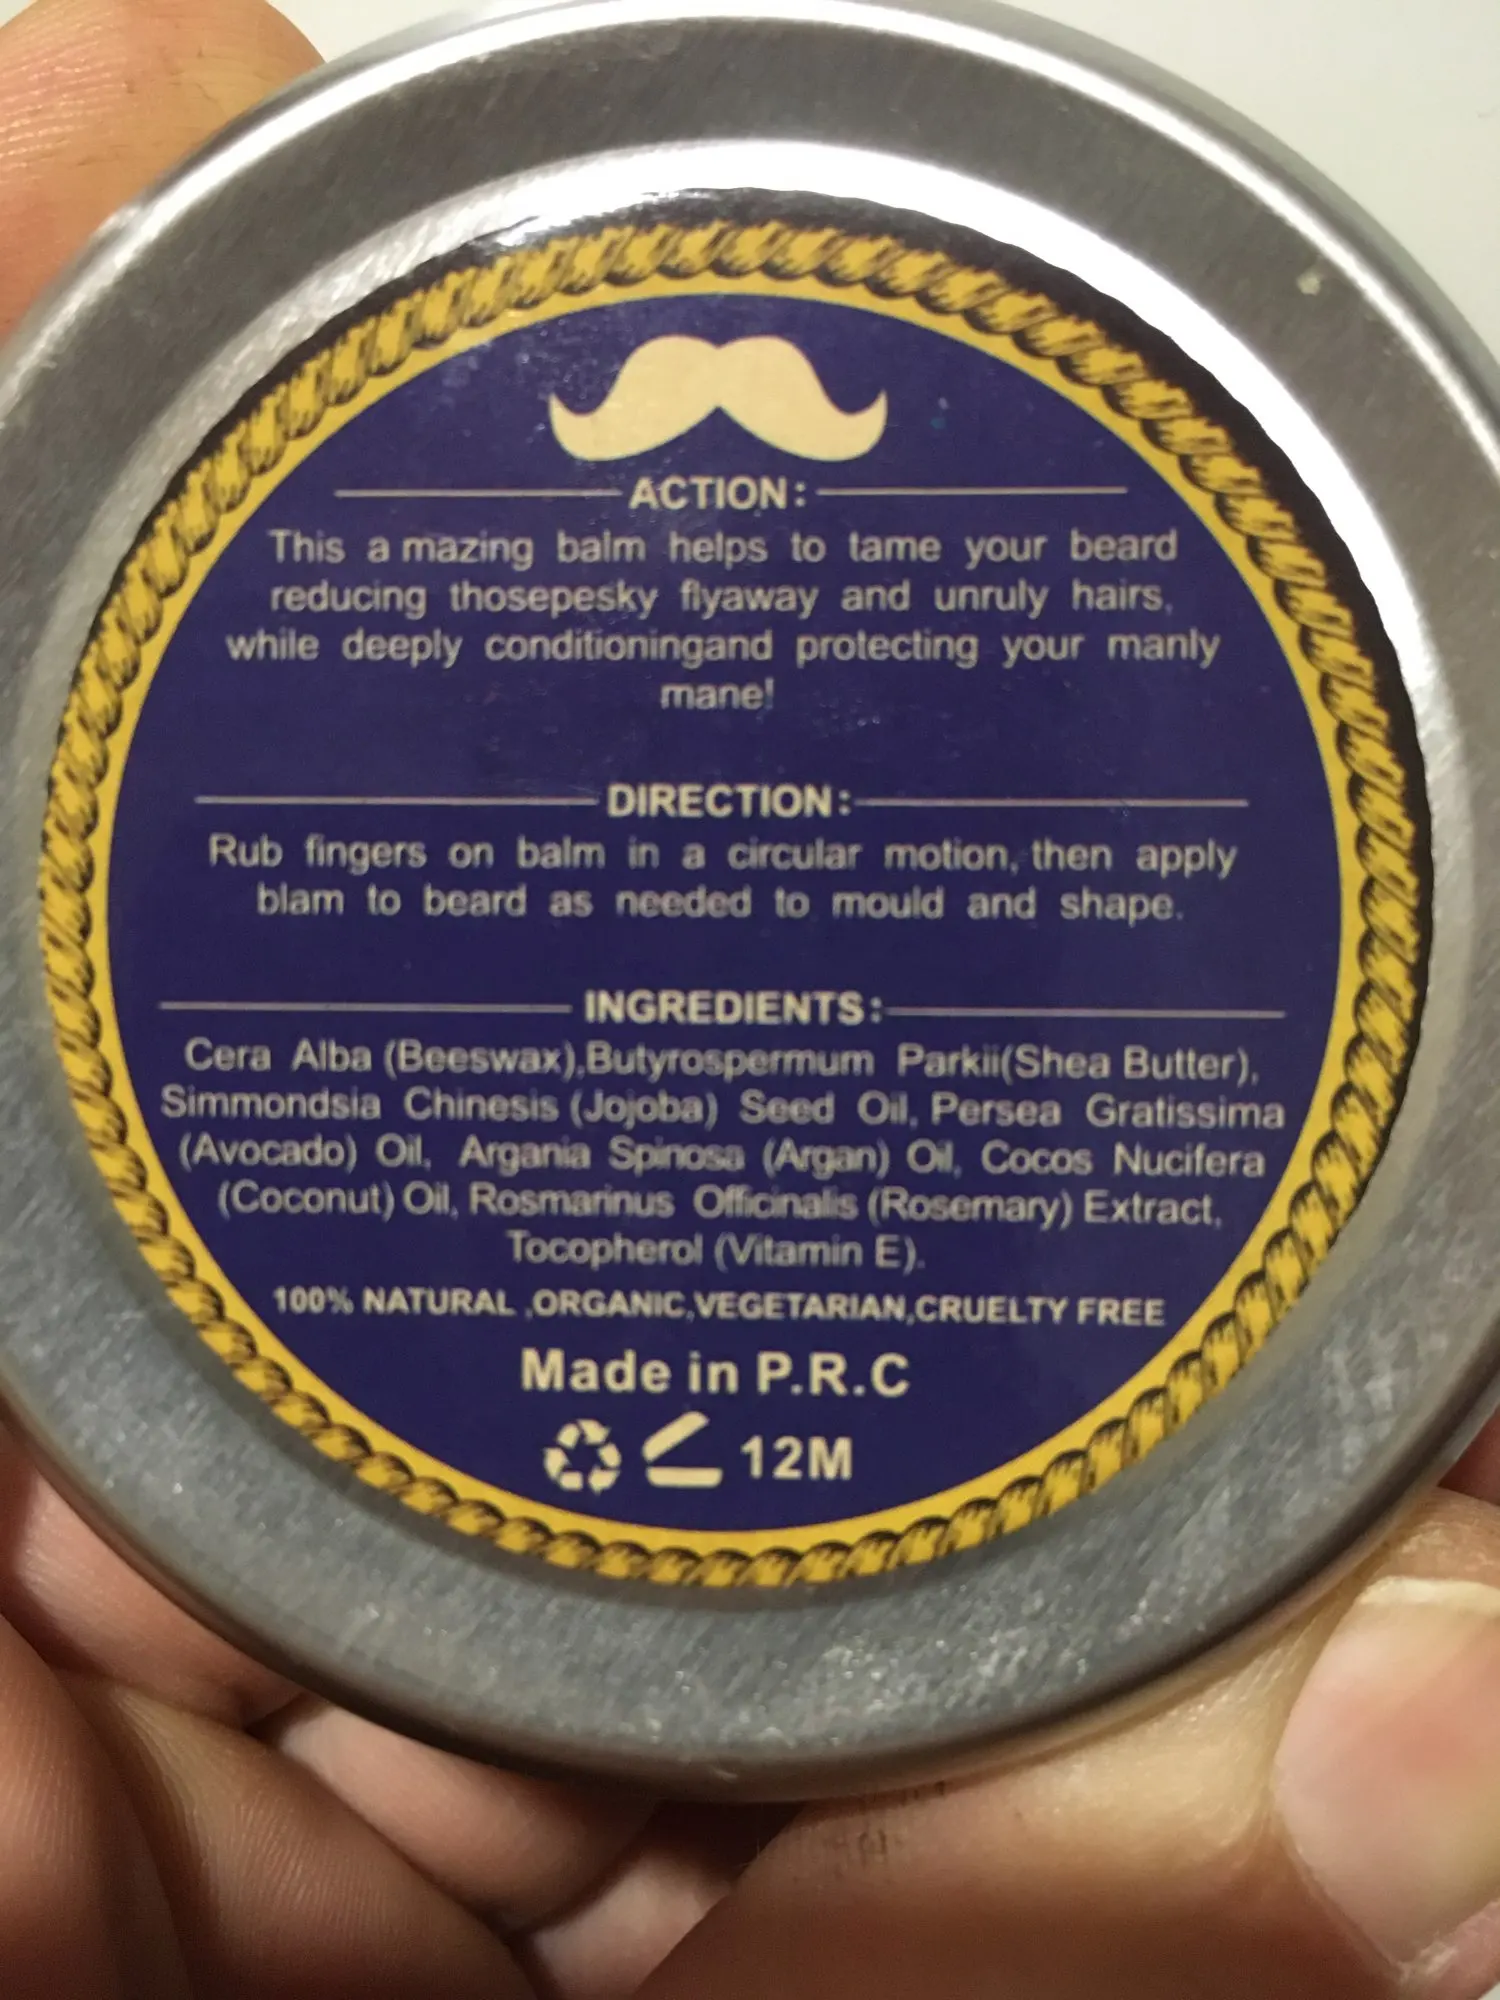 ACTION:
This a mazing balm helps to tame your beard
reducing thosepesky flyaway and unruly hairs,
while deeply conditioningand protecting your manly
mane!
DIRECTION:
Rub fingers on balm in a circular motion, then apply
blam to beard as needed to mould and shape.
INGREDIENTS:
Cera Alba (Beeswax),Butyrospermum Parkii(Shea Butter),
Simmondsia Chinesis (Jojoba) Seed Oil, Persea Gratissima
(Avocado) Oil, Argania Spinosa (Argan) Oil, Cocos Nucifera
(Coconut) Oil, Rosmarinus Officinalis (Rosemary) Extract,
Tocopherol (Vitamin E).
100% NATURAL ,ORGANIC,VEGETARIAN,CRUELTY FREE
Made in P.R.C
12M